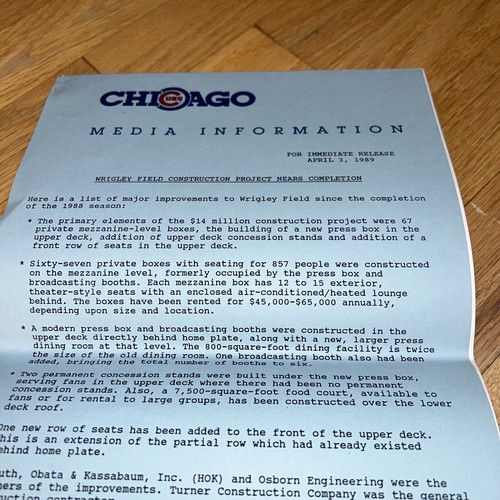 CHICAGO
CUBS
MEDIA INFORMATION
FOR IMMEDIATE RELEASE
APRIL 3, 1989
WRIGLEY FIELD CONSTRUCTION PROJECT NEARS COMPLETION
Here is a list of major improvements to Wrigley Field since the completion
of the 1988 season:
* The primary elements of the $14 million construction project were 67
private mezzanine-level boxes, the building of a new press box in the
upper deck, addition of upper deck concession stands and addition of a
front row of seats in the upper deck.
* Sixty-seven private boxes with seating for 857 people were constructed
on the mezzanine level, formerly occupied by the press box and
broadcasting booths. Each mezzanine box has 12 to 15 exterior,
theater-style seats with an enclosed air-conditioned/heated lounge
behind. The boxes have been rented for $45,000-$65,000 annually,
depending upon size and location.
* A modern press box and broadcasting booths were constructed in the
upper deck directly behind home plate, along with a new, larger press
dining room at that level. The 800-square-foot dining facility is twice
the size of the old dining room. One broadcasting booth also had been
added, bringing the total number of booths to six.
* Two permanent concession stands were built under the new press box,
serving fans in the upper deck where there had been no permanent
concession stands. Also, a 7,500-square-foot food court, available to
fans or for rental to large groups, has been constructed over the lower
deck roof.
One new row of seats has been added to the front of the upper deck.
This is an extension of the partial row which had already existed
ehind home plate.
uth, Obata & Kassabaum, Inc. (HOK) and Osborn Engineering were the
ners of the improvements. Turner Construction Company was the general
uction contractor.